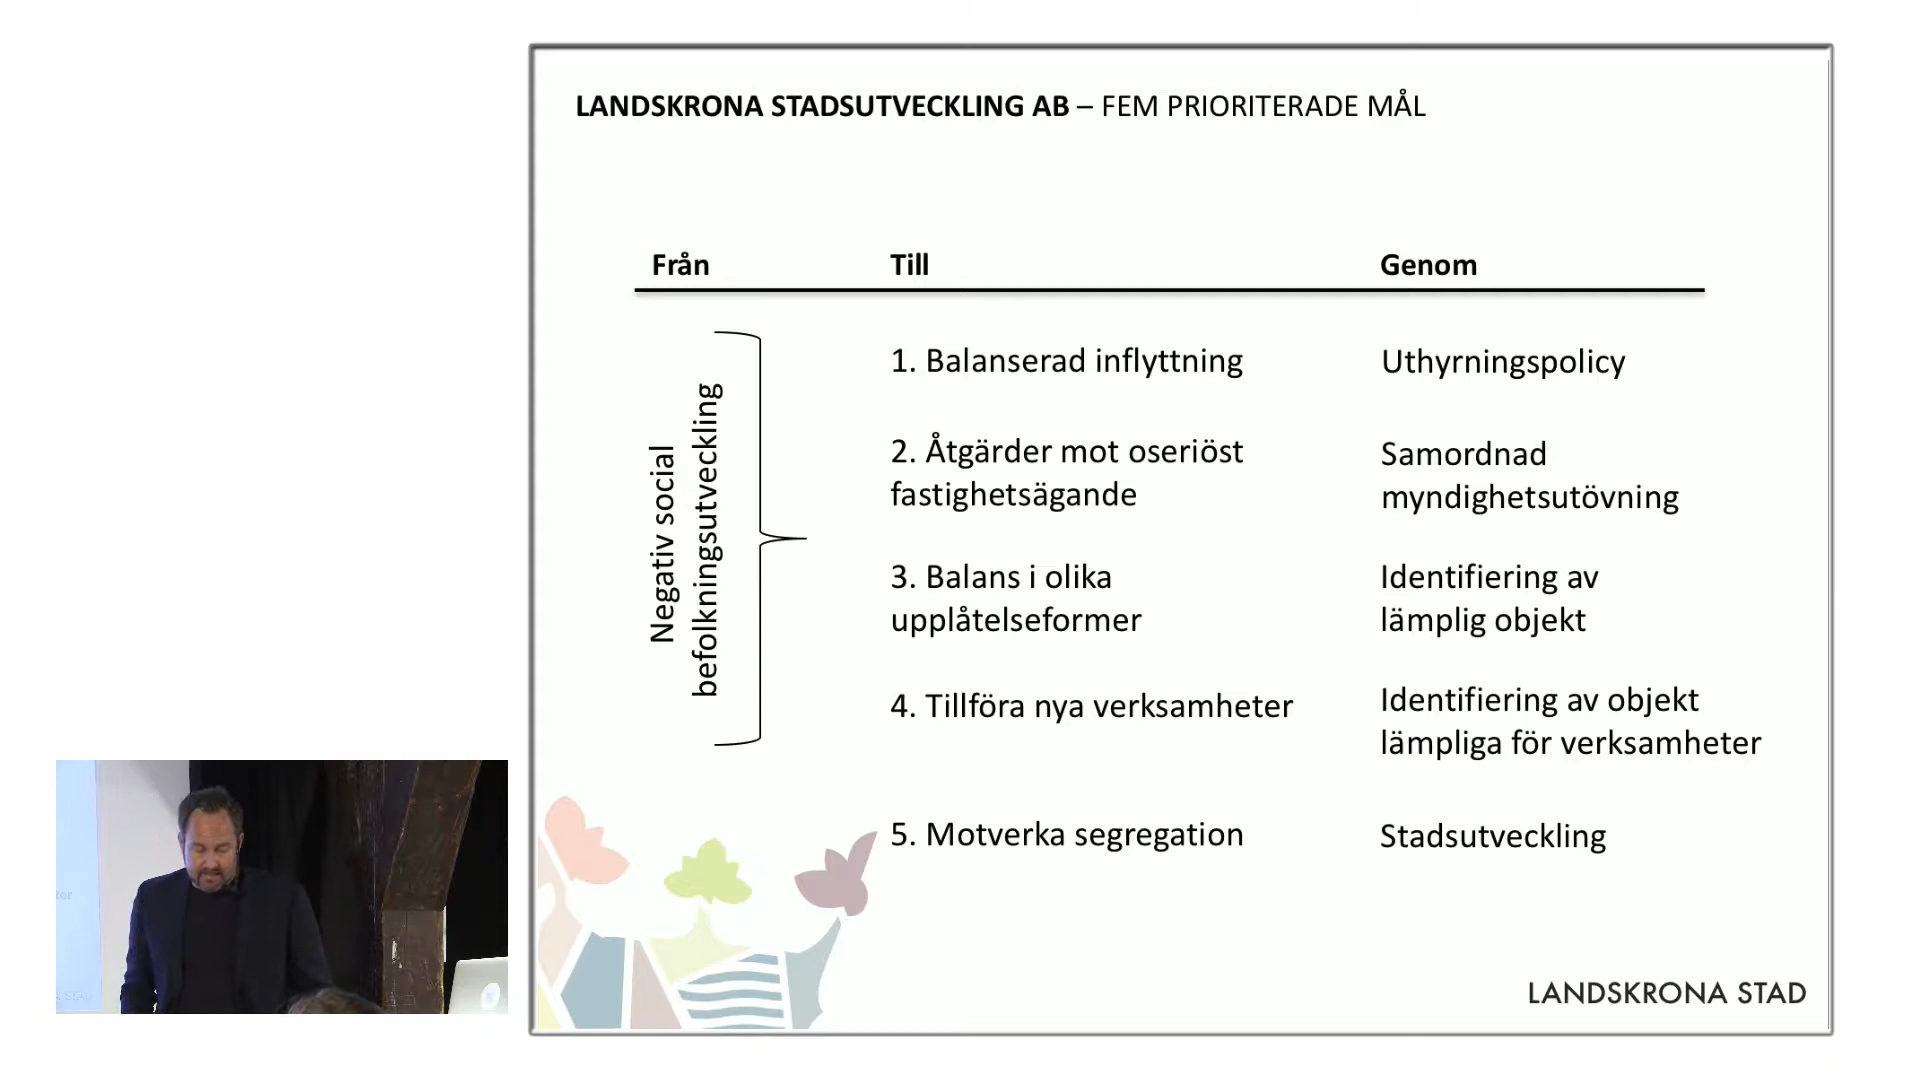 LANDSKRONA STADSUTVECKLING AB – FEM PRIORITERADE MÅL
Från Till Genom
Negativ social
befolkningsutveckling
1. Balanserad inflyttning
Uthyrningspolicy
2. Åtgärder mot oseriöst
fastighetsägande
Samordnad
myndighetsutövning
3. Balans i olika
upplåtelseformer
Identifiering av
lämplig objekt
4. Tillföra nya verksamheter
Identifiering av objekt
lämpliga för verksamheter
5. Motverka segregation
Stadsutveckling
LANDSKRONA STAD
STAD